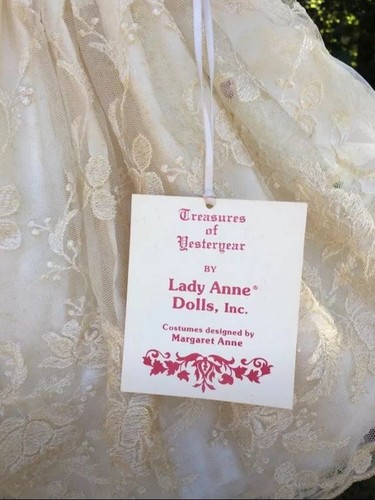 Treasures
of
Yesteryear
BY
Lady Anne®
Dolls, Inc.
Costumes designed by
Margaret Anne